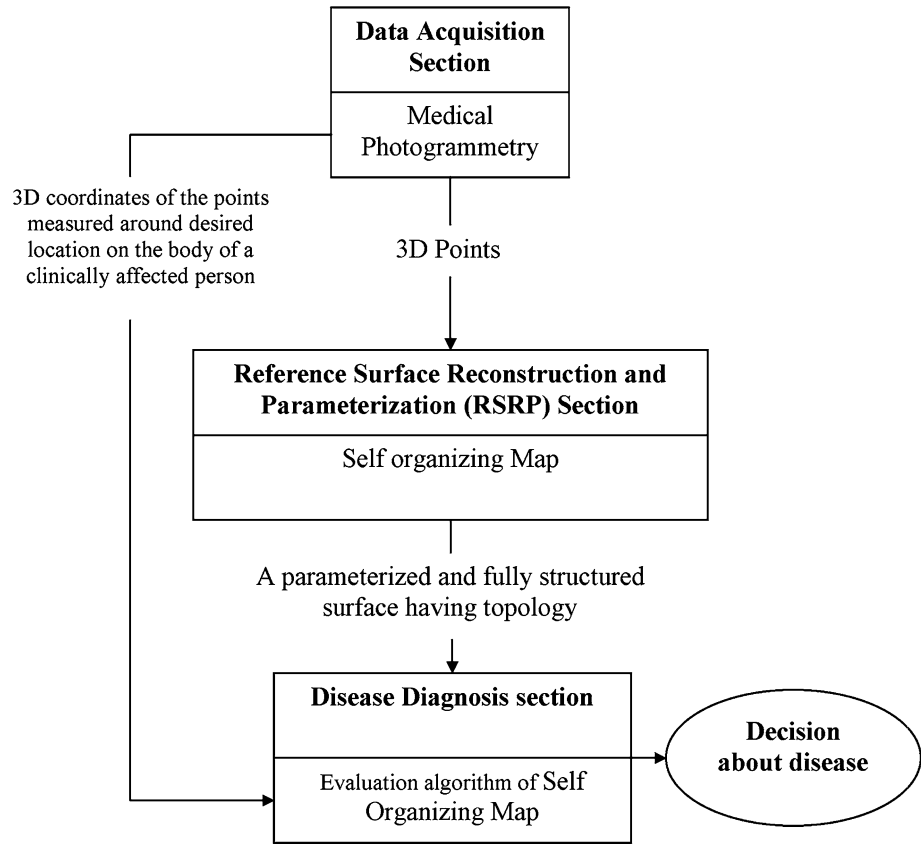 Data Acquisition
Section
Medical
Photogrammetry
3D coordinates of the points
measured around desired
location on the body of a
clinically affected person
3D Points
Reference Surface Reconstruction and
Parameterization (RSRP) Section
Self organizing Map
A parameterized and fully structured
surface having topology
Disease Diagnosis section
Evaluation algorithm of Self
Organizing Map
Decision
about disease